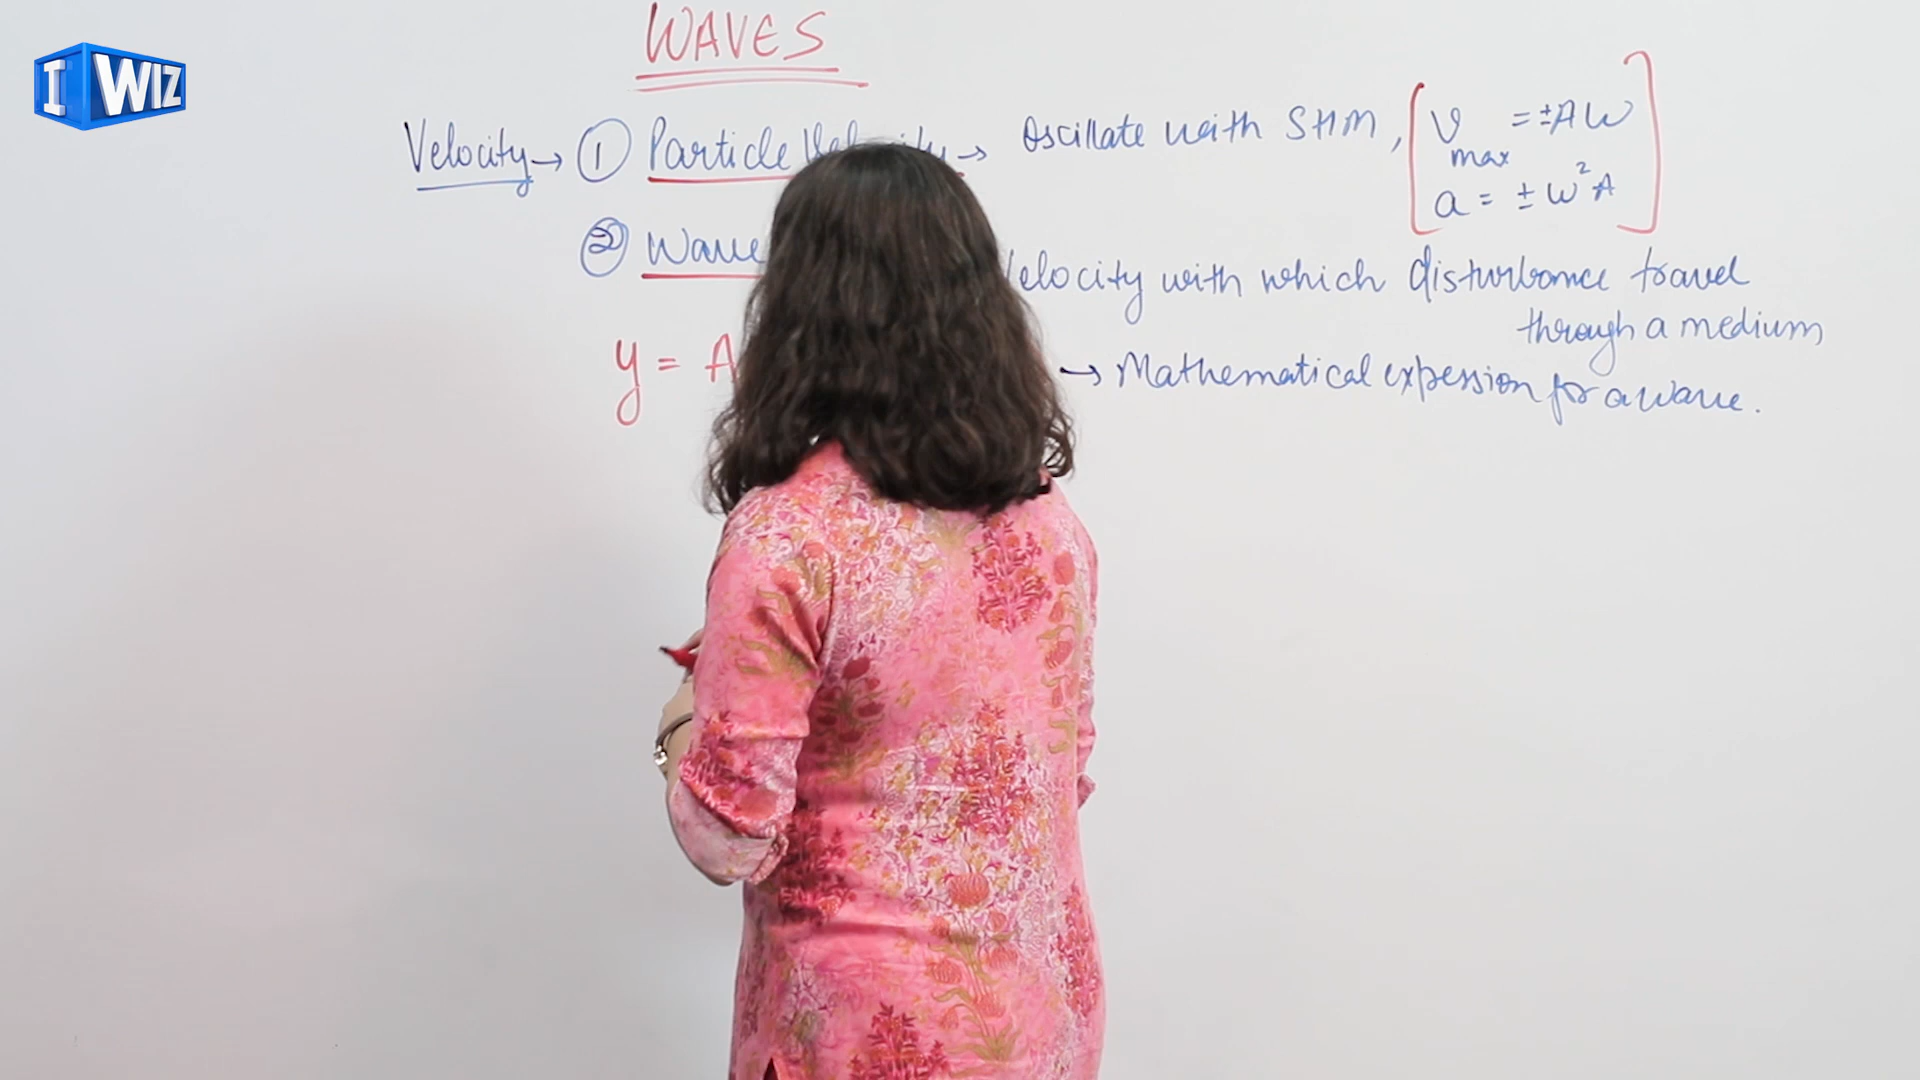 I WIZ
WAVES
Velocity → ① Particle Velocity → Oscillate with SHM, [ v max = ±Aω
a = ±ω²A ]
② Wave elocity with which disturbance travel
through a medium
y = A → Mathematical expession for a wave.